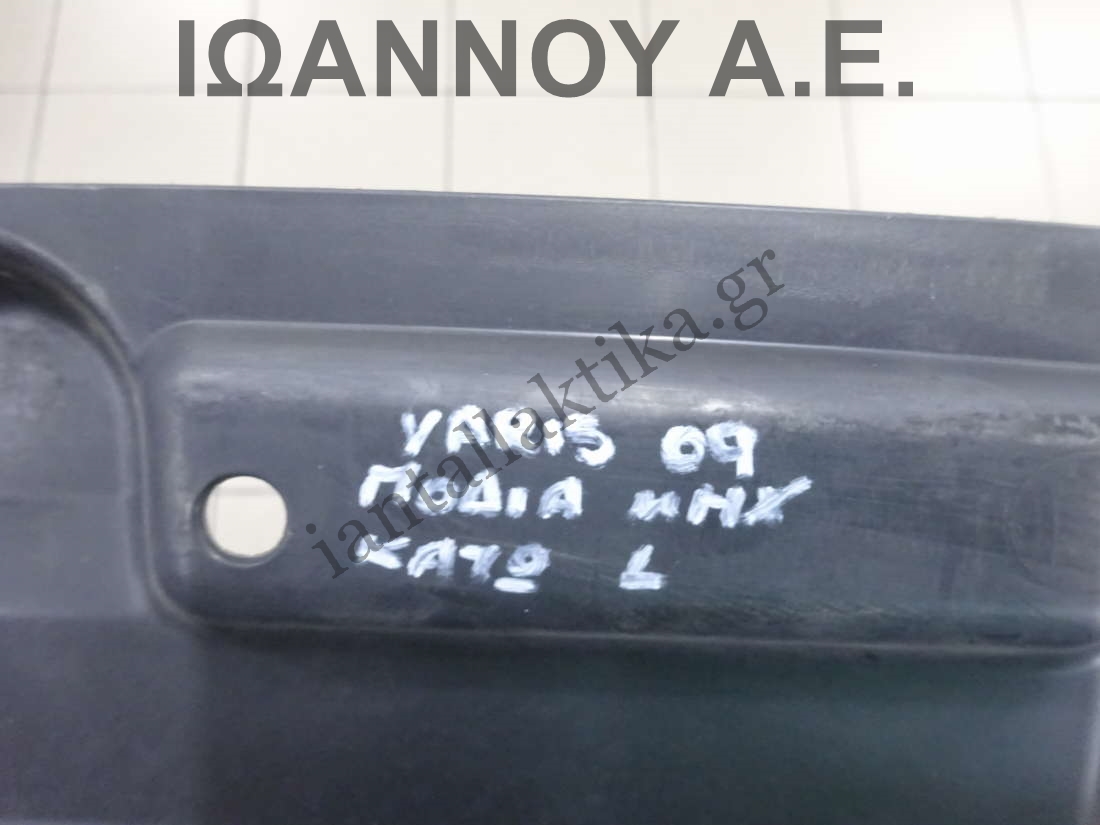 ΙΩΑΝΝΟΥ Α.Ε.
iantallaktika.gr
YARiS 09
ΠΟΔΙΑ ΜΗΧ
ΚΑΤΩ L